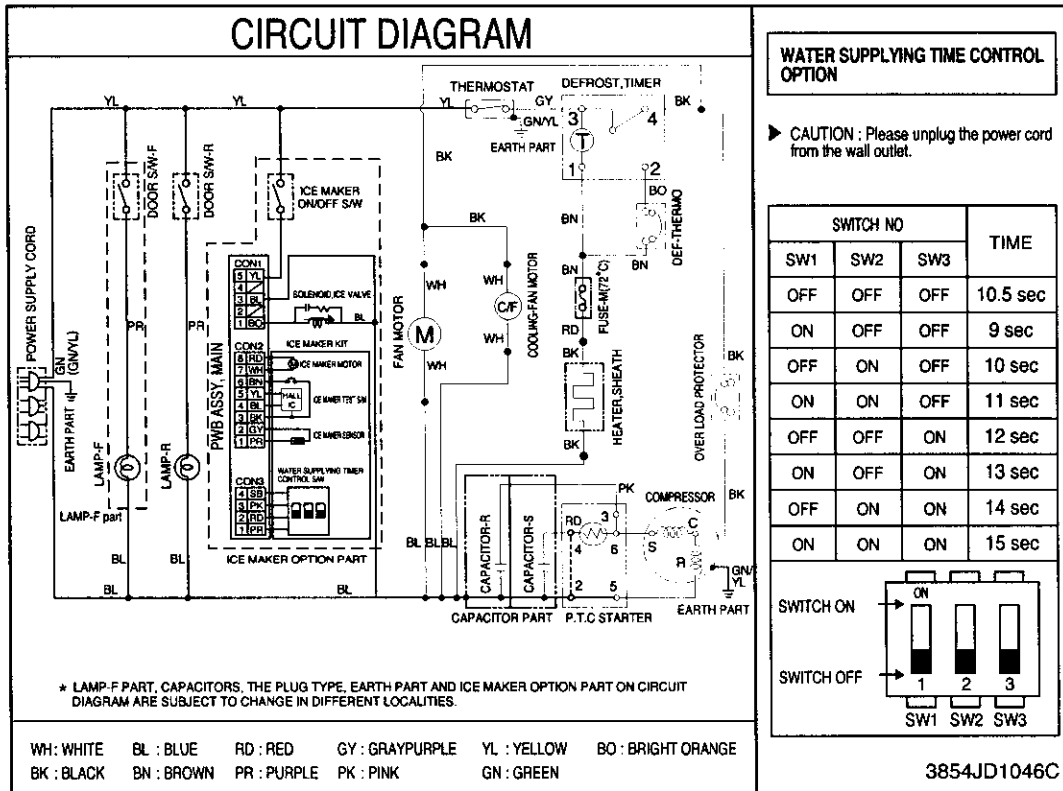 CIRCUIT DIAGRAM
THERMOSTAT
DEFROST,TIMER
YL
YL
YL
GY
BK
GN/YL
3
4
EARTH PART
T
1
2
BO
DOOR S/W-F
DOOR S/W-R
ICE MAKER
ON/OFF S/W
BK
BK
BN
DEF-THERMO
BN
BN
POWER SUPPLY CORD
CON1
5 YL
4
3 BL
2
1 BO
SOLENOID,ICE VALVE
BL
WH
WH
C/F
COOLING-FAN MOTOR
FUSE-M(72°C)
PR
PR
FAN MOTOR
M
WH
WH
RD
BK
GN
(GN/YL)
EARTH PART
PWB ASSY, MAIN
ICE MAKER KIT
CON2
8 RD
7 WH
6 BN
5 YL
4 BL
3 BK
2 GY
1 PR
ICE MAKER MOTOR
HALL
IC
ICE MAKER TEST S/W
ICE MAKER SENSOR
HEATER,SHEATH
BK
OVER LOAD PROTECTOR
BK
LAMP-F
LAMP-R
LAMP-F part
WATER SUPPLYING TIMER
CONTROL S/W
CON3
4 SB
3 PK
2 RD
1 PR
ICE MAKER OPTION PART
PK
COMPRESSOR
BK
CAPACITOR-R
CAPACITOR-S
RD
3
4
6
S
C
R
2
5
BL
BL
BL
BL
BL
BL
BL
GN/
YL
EARTH PART
CAPACITOR PART
P.T.C STARTER
* LAMP-F PART, CAPACITORS, THE PLUG TYPE, EARTH PART AND ICE MAKER OPTION PART ON CIRCUIT
DIAGRAM ARE SUBJECT TO CHANGE IN DIFFERENT LOCALITIES.
WH: WHITE BL : BLUE RD : RED GY : GRAYPURPLE YL : YELLOW BO : BRIGHT ORANGE
BK : BLACK BN : BROWN PR : PURPLE PK : PINK GN : GREEN
WATER SUPPLYING TIME CONTROL
OPTION
▶ CAUTION : Please unplug the power cord
from the wall outlet.
SWITCH NO TIME
SW1 SW2 SW3
OFF OFF OFF 10.5 sec
ON OFF OFF 9 sec
OFF ON OFF 10 sec
ON ON OFF 11 sec
OFF OFF ON 12 sec
ON OFF ON 13 sec
OFF ON ON 14 sec
ON ON ON 15 sec
ON
SWITCH ON
SWITCH OFF
1 2 3
SW1 SW2 SW3
3854JD1046C